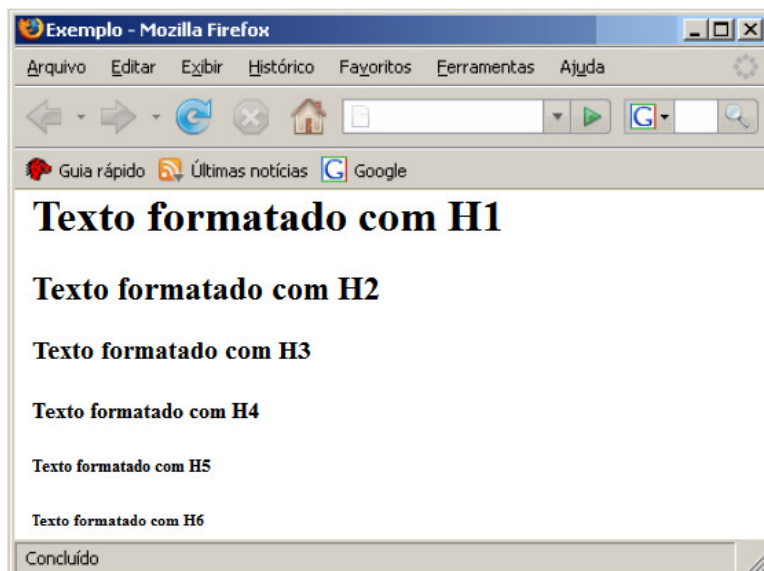 Exemplo - Mozilla Firefox
Arquivo Editar Exibir Histórico Favoritos Ferramentas Ajuda
G
Guia rápido Últimas notícias G Google
Texto formatado com H1
Texto formatado com H2
Texto formatado com H3
Texto formatado com H4
Texto formatado com H5
Texto formatado com H6
Concluído